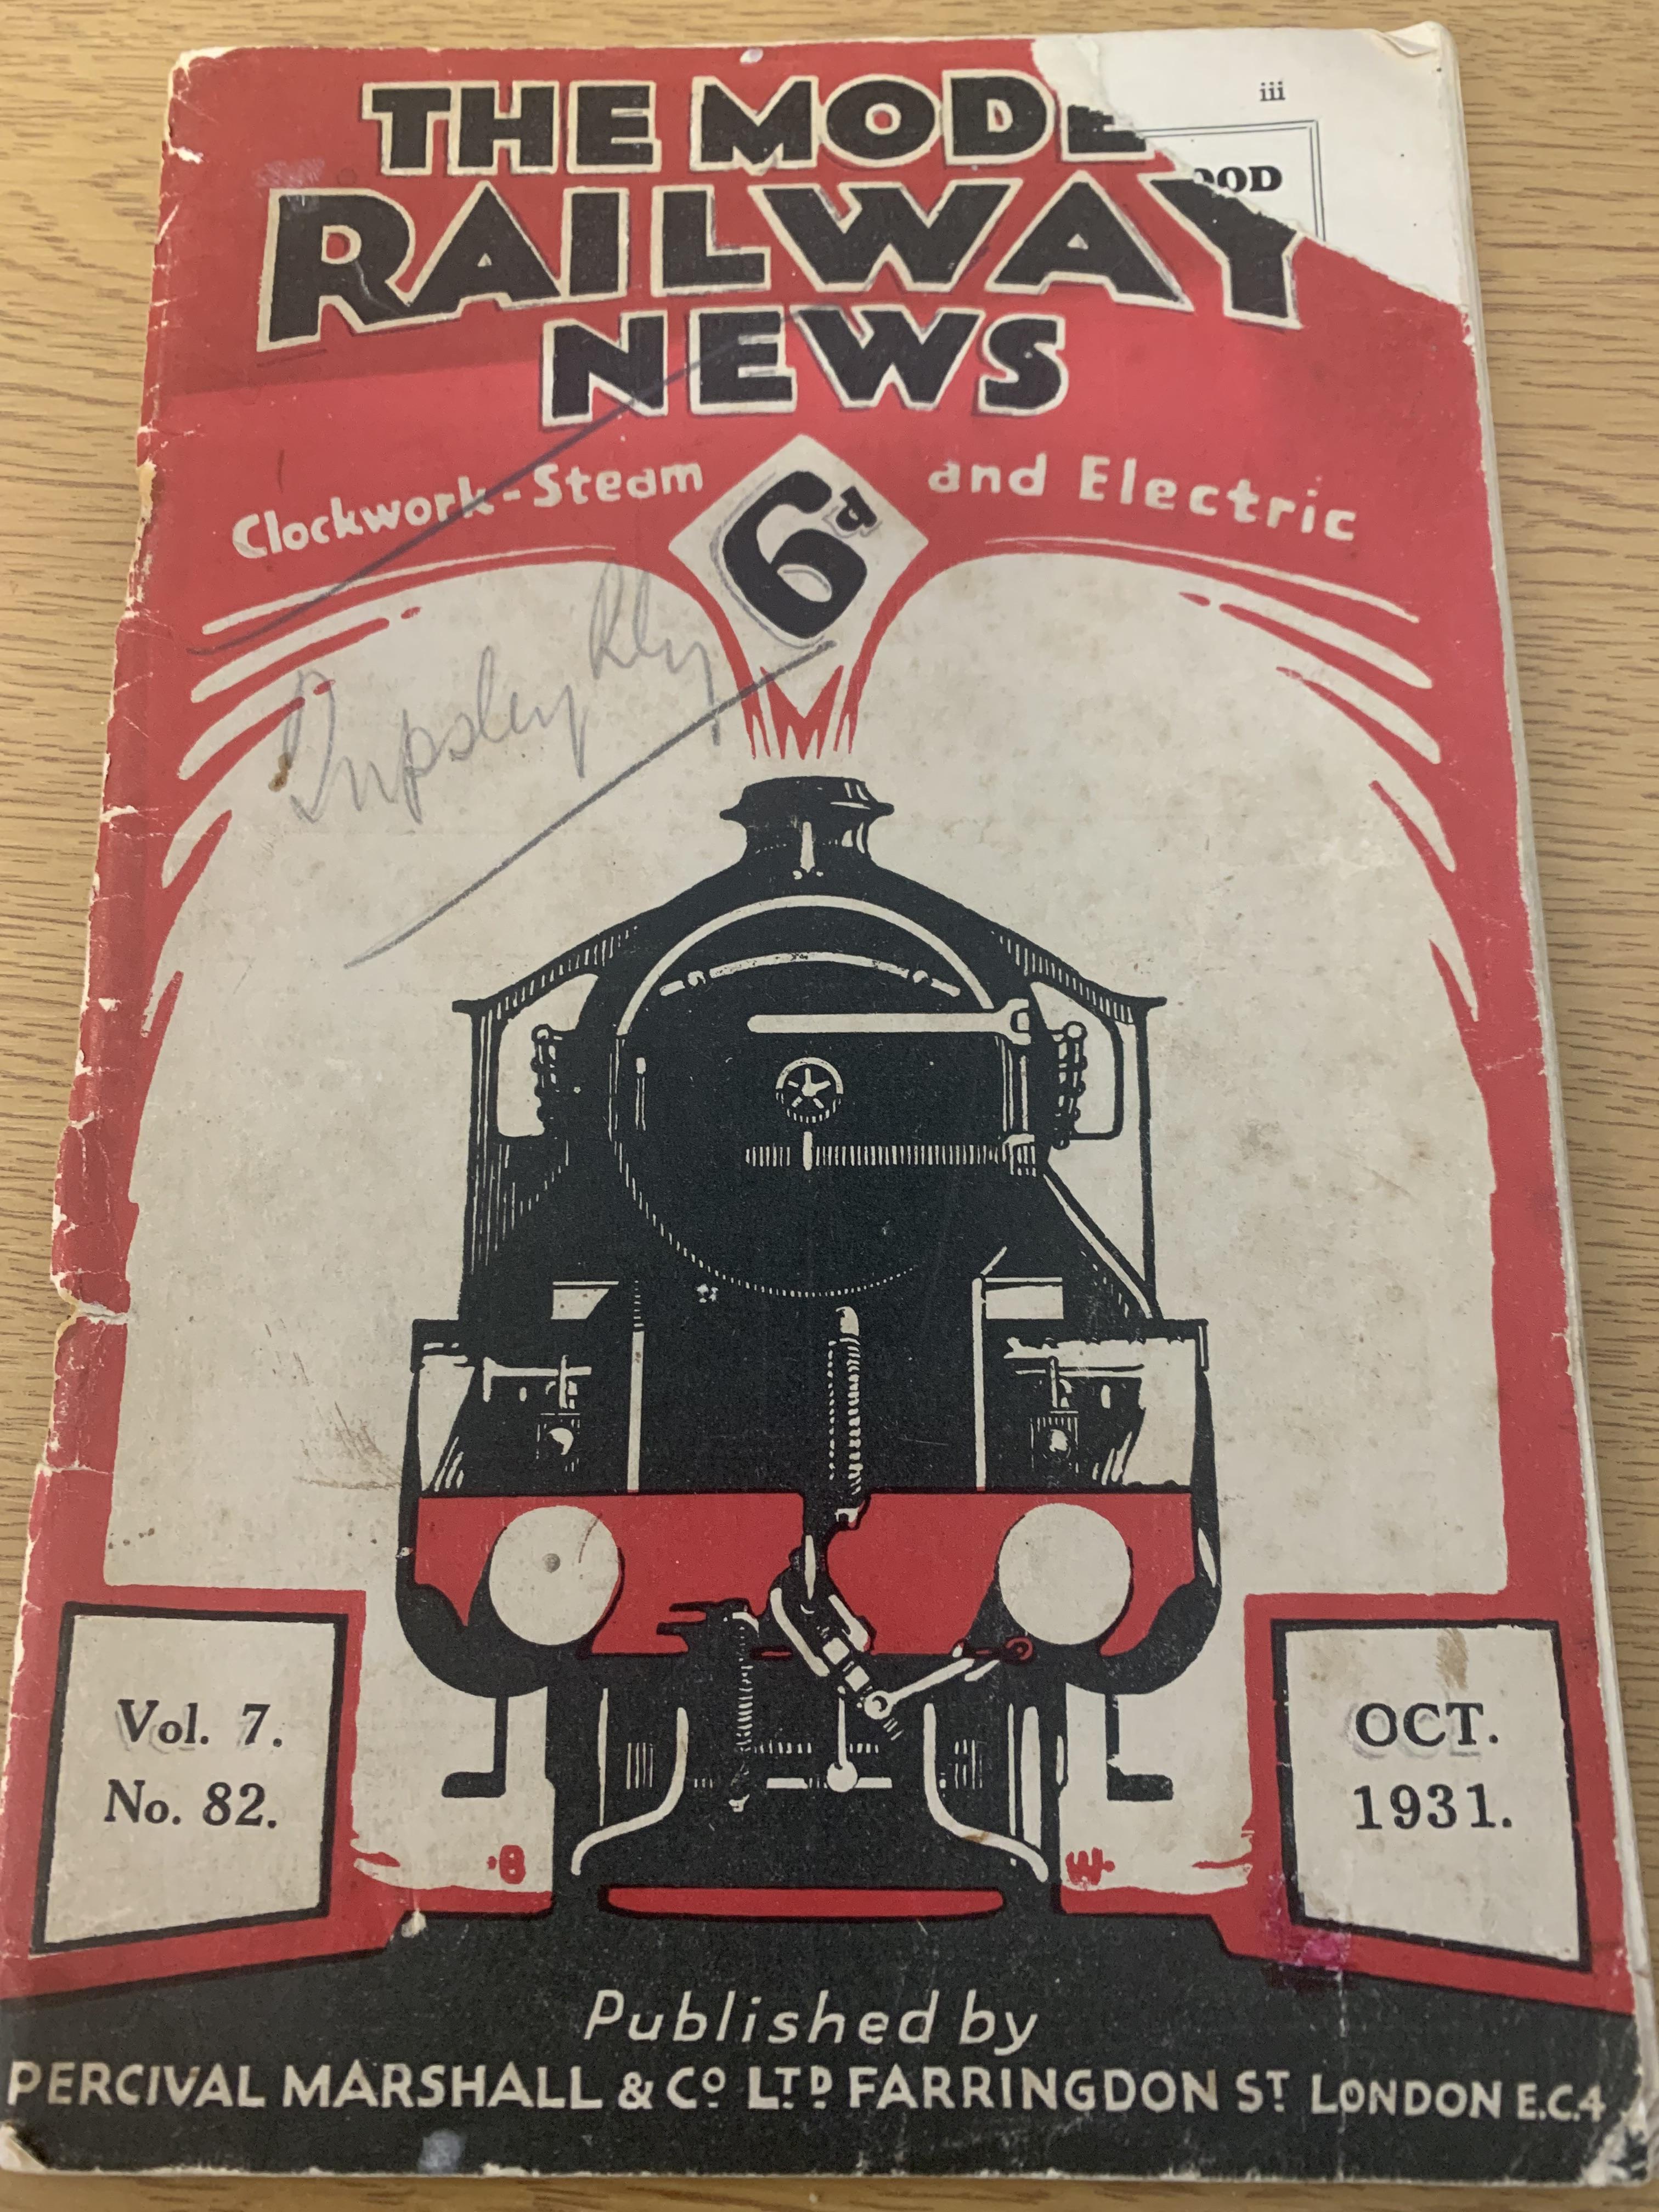 iii
THE MODE
OOD
RAILWAY
NEWS
Clockwork-Steam and Electric
6d
Rly
Vol. 7.
No. 82.
OCT.
1931.
B W.
Published by
PERCIVAL MARSHALL & Co LTD FARRINGDON ST LONDON E.C.4